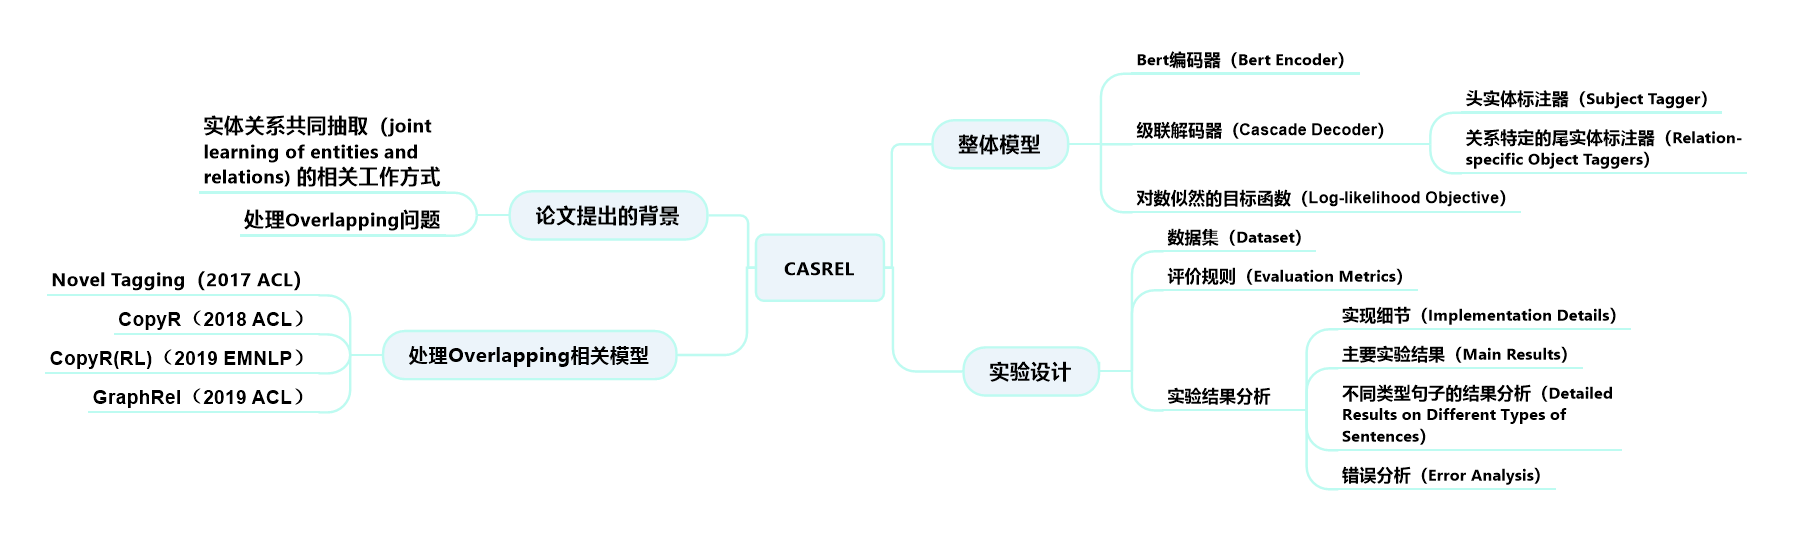 CASREL
论文提出的背景
实体关系共同抽取（joint
learning of entities and
relations) 的相关工作方式
处理Overlapping问题
处理Overlapping相关模型
Novel Tagging（2017 ACL)
CopyR（2018 ACL）
CopyR(RL)（2019 EMNLP）
GraphRel（2019 ACL）
整体模型
Bert编码器（Bert Encoder）
级联解码器（Cascade Decoder）
头实体标注器（Subject Tagger）
关系特定的尾实体标注器（Relation-
specific Object Taggers）
对数似然的目标函数（Log-likelihood Objective）
实验设计
数据集（Dataset）
评价规则（Evaluation Metrics）
实验结果分析
实现细节（Implementation Details）
主要实验结果（Main Results）
不同类型句子的结果分析（Detailed
Results on Different Types of
Sentences）
错误分析（Error Analysis）